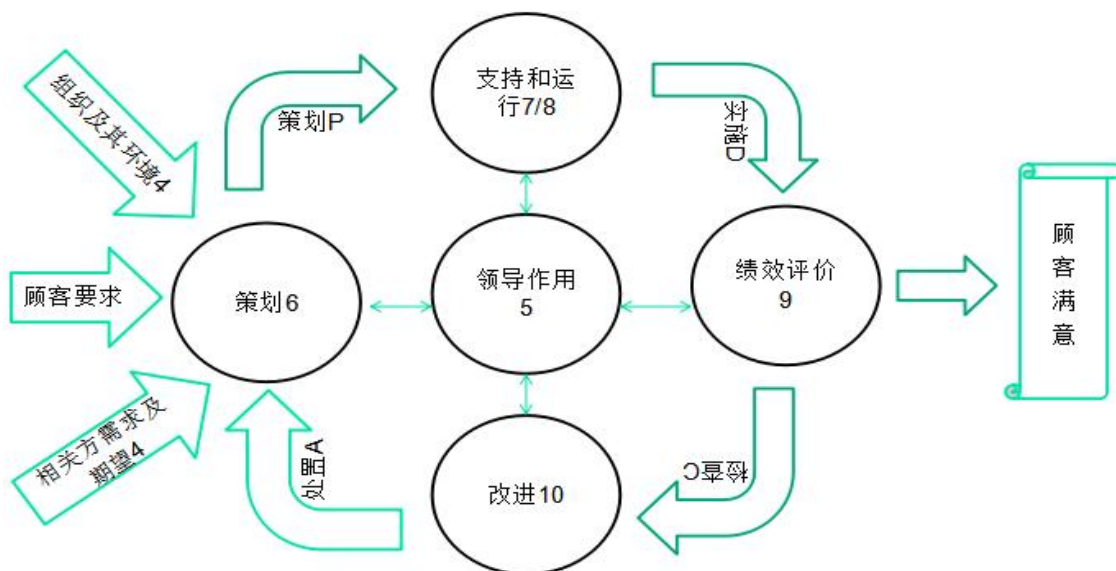 组织及其环境4
策划P
支持和运
行7/8
实施D
顾客要求
策划6
领导作用
5
绩效评价
9
顾
客
满
意
相关方需求及
期望4
处置A
改进10
检查C